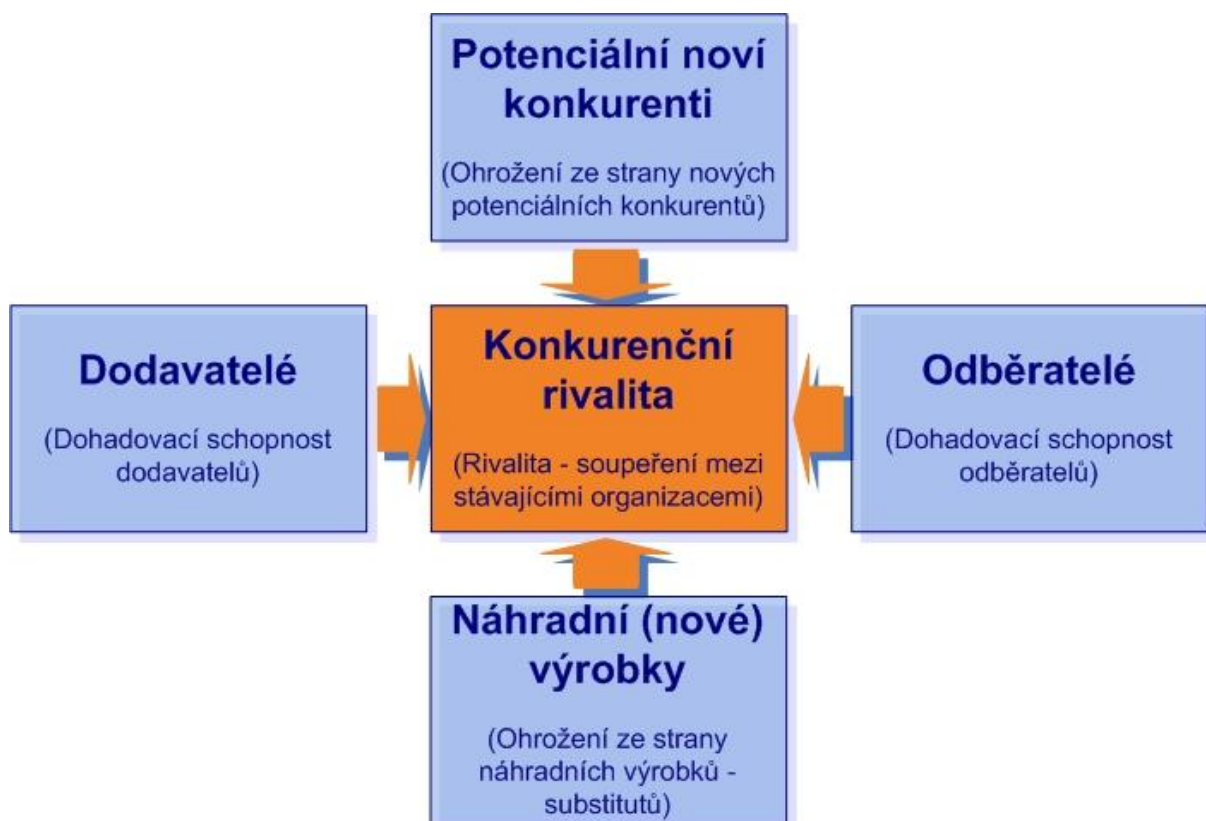 Potenciální noví
konkurenti
(Ohrožení ze strany nových
potenciálních konkurentů)
Dodavatelé
(Dohadovací schopnost
dodavatelů)
Konkurenční
rivalita
(Rivalita - soupeření mezi
stávajícími organizacemi)
Odběratelé
(Dohadovací schopnost
odběratelů)
Náhradní (nové)
výrobky
(Ohrožení ze strany
náhradních výrobků -
substitutů)